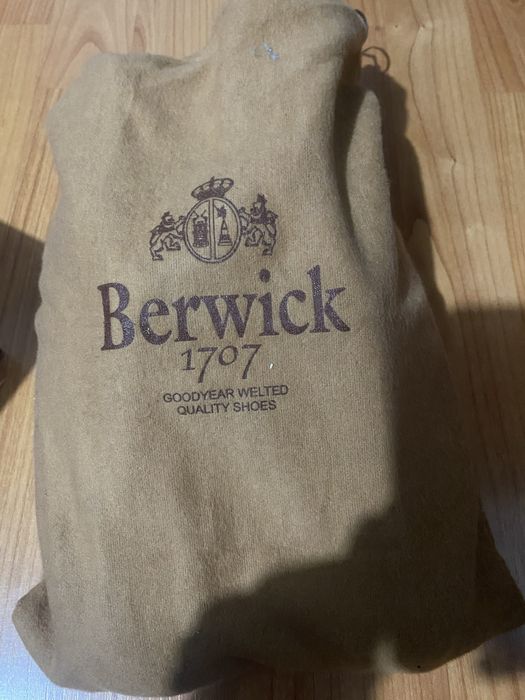 Berwick
1707
GOODYEAR WELTED
QUALITY SHOES